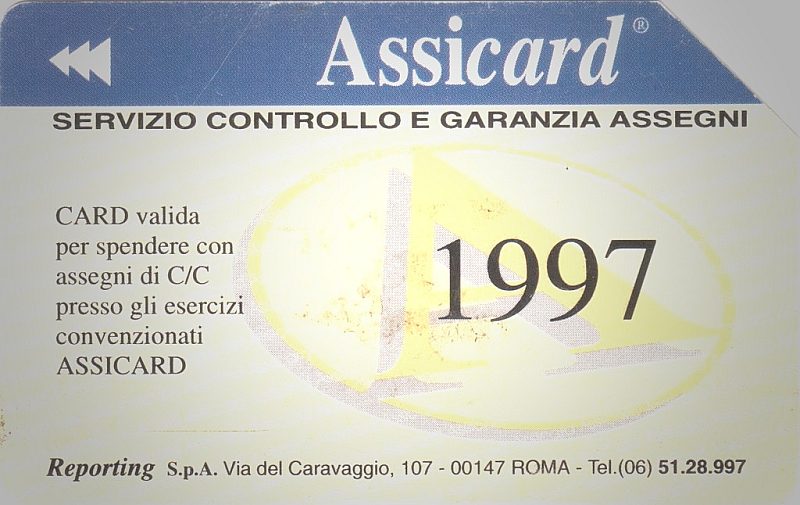 Assicard®
SERVIZIO CONTROLLO E GARANZIA ASSEGNI
CARD valida
per spendere con
assegni di C/C
presso gli esercizi
convenzionati
ASSICARD
1997
Reporting S.p.A. Via del Caravaggio, 107 - 00147 ROMA - Tel.(06) 51.28.997